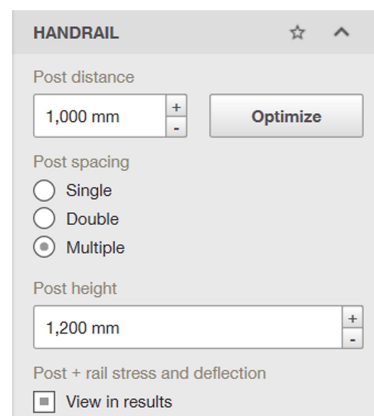 HANDRAIL
Post distance
1,000 mm + - Optimize
Post spacing
Single
Double
Multiple
Post height
1,200 mm + -
Post + rail stress and deflection
View in results